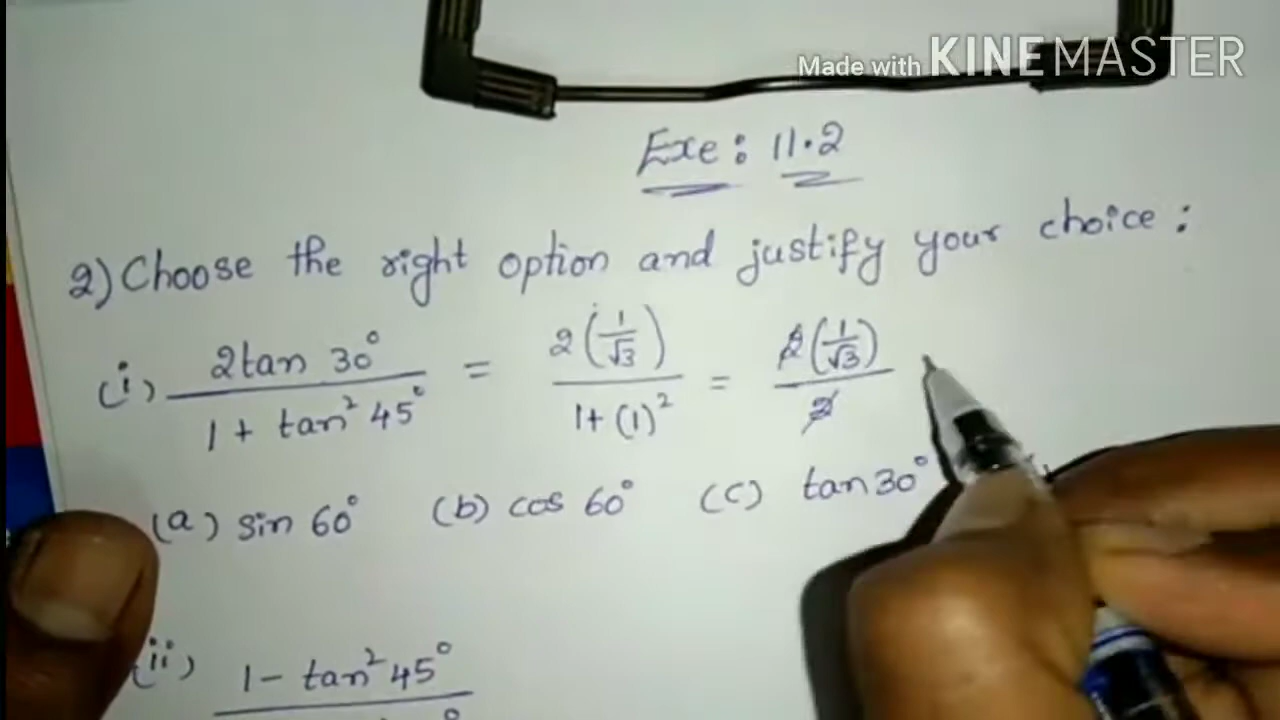 Made with KINEMASTER
Exe: 11.2
2) Choose the right option and justify your choice:
(i) 2tan 30° / 1 + tan² 45° = 2(1/√3) / 1+(1)² = 2(1/√3) / 2
(a) sin 60° (b) cos 60° (c) tan 30°
(ii) 1 - tan² 45°